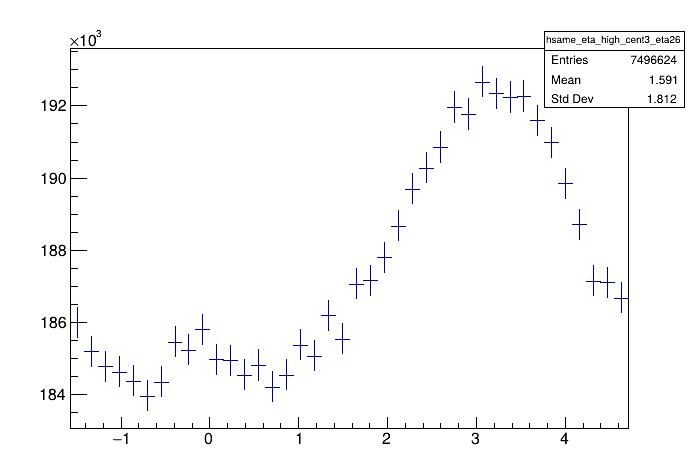 ×10³
hsame_eta_high_cent3_eta26
Entries 7496624
Mean 1.591
Std Dev 1.812
192
190
188
186
184
−1 0 1 2 3 4